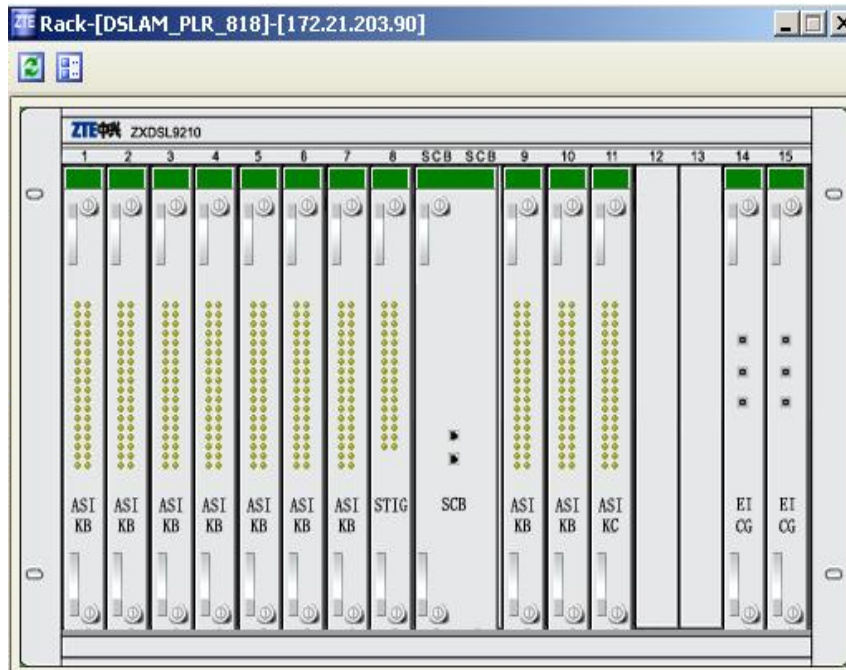 ZTE Rack-[DSLAM_PLR_818]-[172.21.203.90]
ZTE中兴 ZXDSL9210
1 2 3 4 5 6 7 8 SCB SCB 9 10 11 12 13 14 15
ASI ASI ASI ASI ASI ASI ASI STIG SCB ASI ASI ASI EI EI
KB KB KB KB KB KB KB KB KB KC CG CG